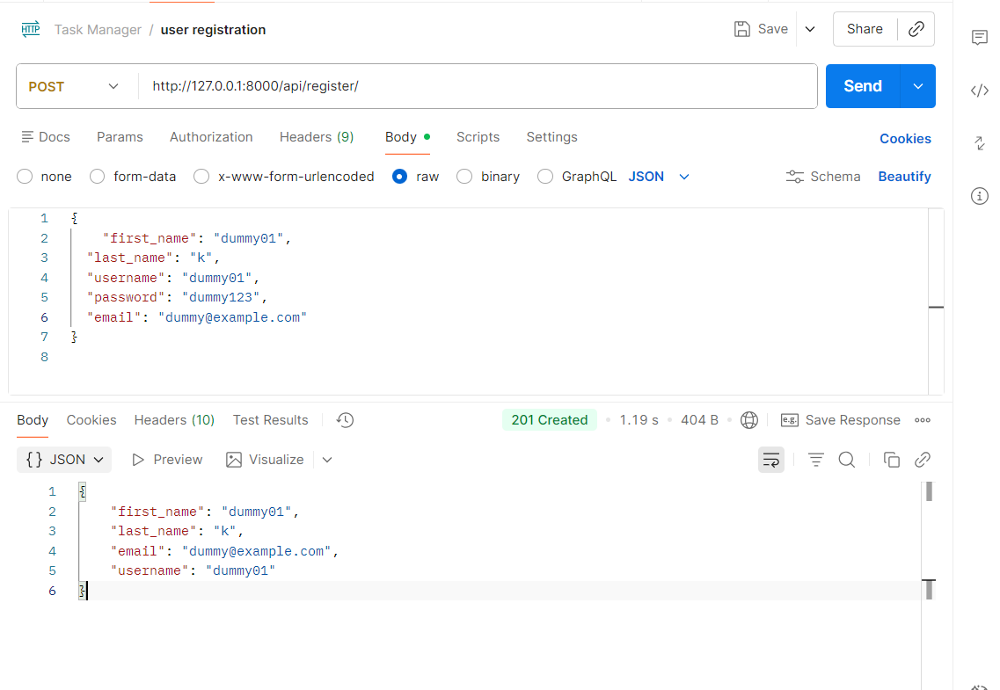 HTTP Task Manager / user registration Save Share
POST http://127.0.0.1:8000/api/register/ Send
Docs Params Authorization Headers (9) Body Scripts Settings Cookies
none form-data x-www-form-urlencoded raw binary GraphQL JSON Schema Beautify
1 {
2 "first_name": "dummy01",
3 "last_name": "k",
4 "username": "dummy01",
5 "password": "dummy123",
6 "email": "dummy@example.com"
7 }
8
Body Cookies Headers (10) Test Results 201 Created • 1.19 s • 404 B • e.g. Save Response
{} JSON Preview Visualize
1 {
2 "first_name": "dummy01",
3 "last_name": "k",
4 "email": "dummy@example.com",
5 "username": "dummy01"
6 }